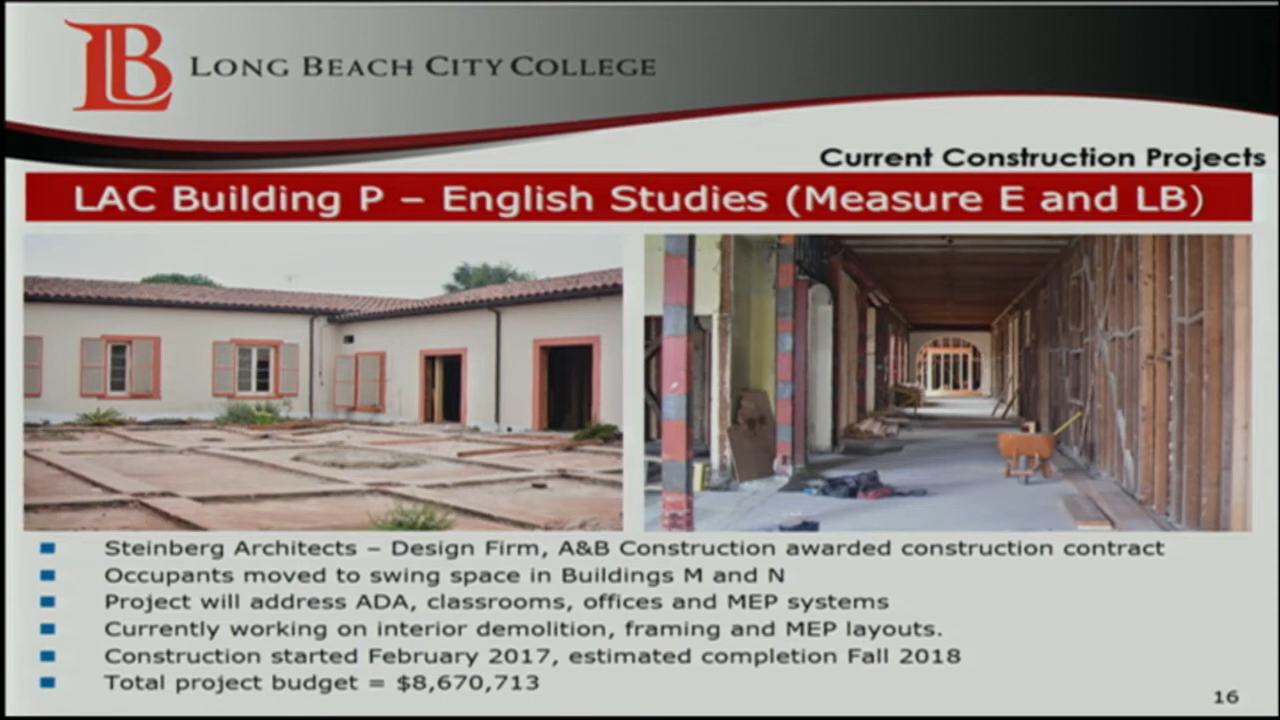 LB LONG BEACH CITY COLLEGE
Current Construction Projects
LAC Building P – English Studies (Measure E and LB)
Steinberg Architects – Design Firm, A&B Construction awarded construction contract
Occupants moved to swing space in Buildings M and N
Project will address ADA, classrooms, offices and MEP systems
Currently working on interior demolition, framing and MEP layouts.
Construction started February 2017, estimated completion Fall 2018
Total project budget = $8,670,713
16